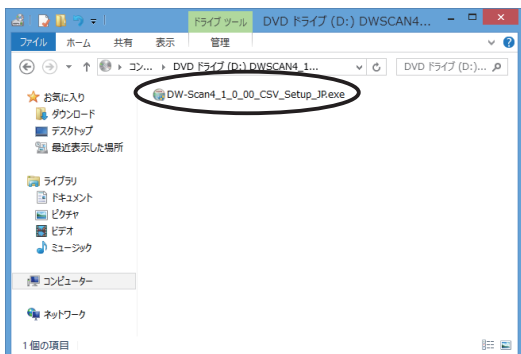 ドライブ ツール DVD ドライブ (D:) DWSCAN4...
ファイル ホーム 共有 表示 管理
コン... DVD ドライブ (D:) DWSCAN4_1... DVD ドライブ (D:)...
お気に入り
ダウンロード
デスクトップ
最近表示した場所
ライブラリ
ドキュメント
ピクチャ
ビデオ
ミュージック
コンピューター
ネットワーク
DW-Scan4_1_0_00_CSV_Setup_JP.exe
1 個の項目